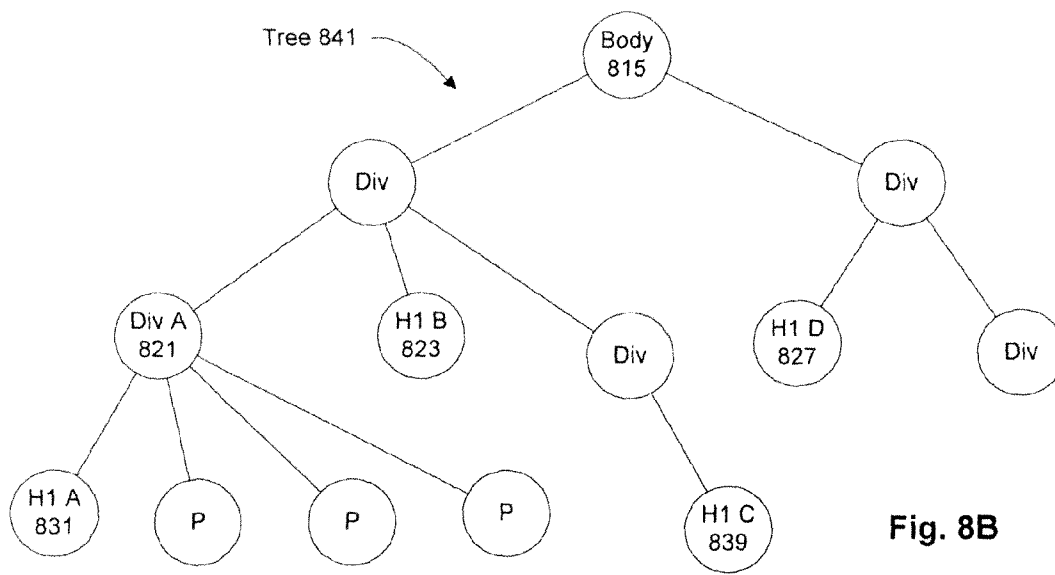 Tree 841
Body
815
Div
Div
Div A
821
H1 B
823
Div
H1 D
827
Div
H1 A
831
P
P
P
H1 C
839
Fig. 8B